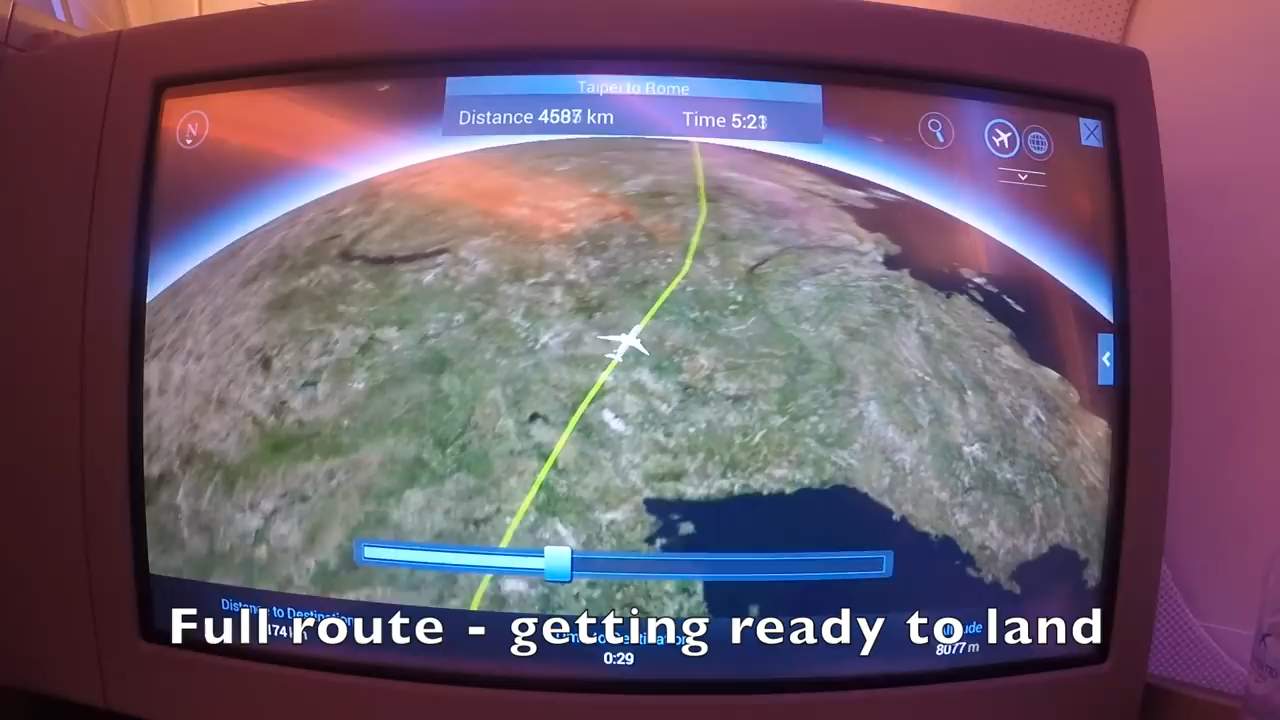 Taipei to Rome
Distance 4587 km
Time 5:23
N
Distance to Destination
Full route - getting ready to land
0:29
8077 m